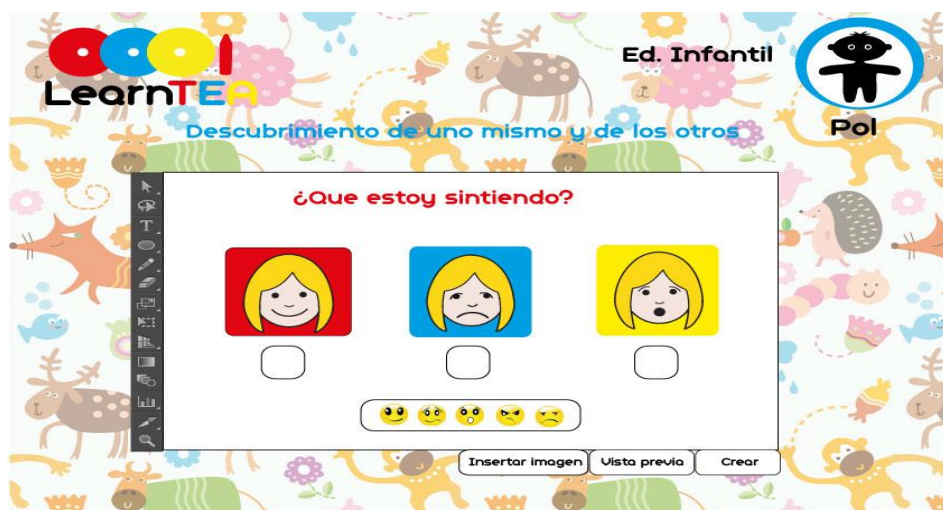 LearnTEA
Ed. Infantil
Pol
Descubrimiento de uno mismo y de los otros
¿Que estoy sintiendo?
Insertar imagen
Vista previa
Crear